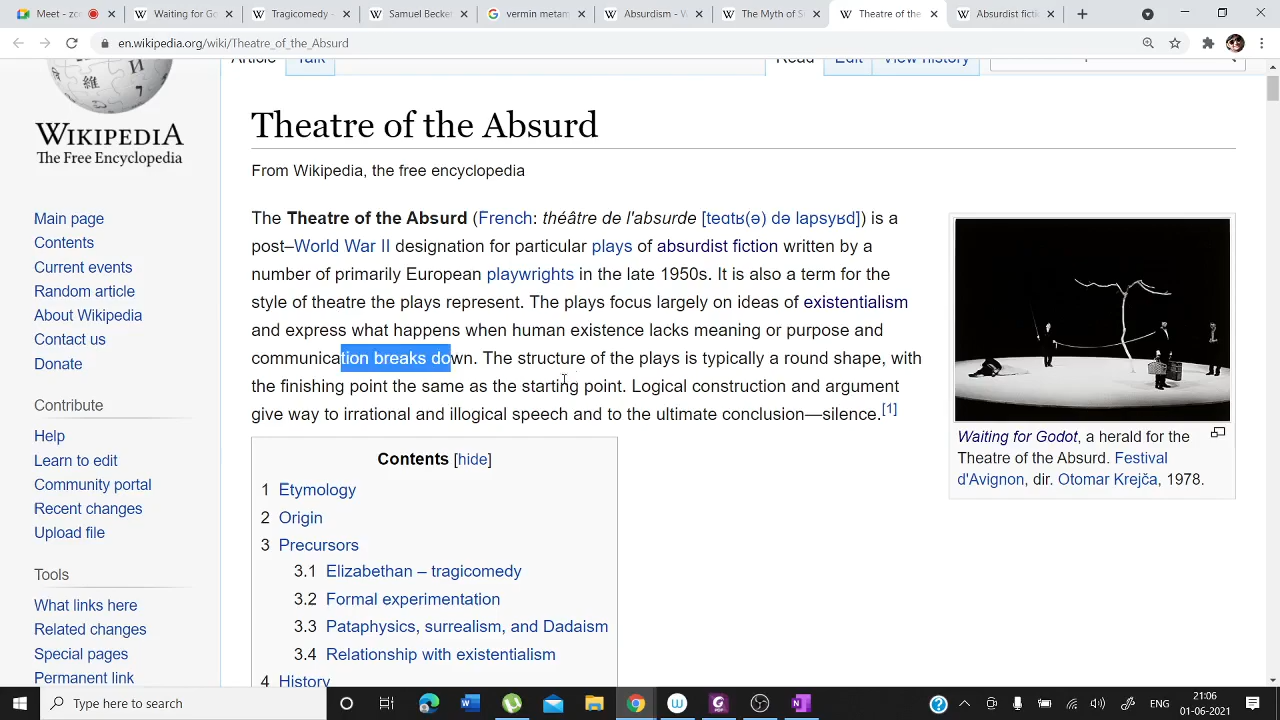 Meet – zco
Waiting for Go
Tragicomedy -
Samuel Becke
vermin metam
Absurdism - W
The Myth of S
Theatre of the
Absurdist fictio
en.wikipedia.org/wiki/Theatre_of_the_Absurd
Article Talk Read Edit View history
WIKIPEDIA
The Free Encyclopedia
Main page
Contents
Current events
Random article
About Wikipedia
Contact us
Donate
Contribute
Help
Learn to edit
Community portal
Recent changes
Upload file
Tools
What links here
Related changes
Special pages
Permanent link
Theatre of the Absurd
From Wikipedia, the free encyclopedia
The Theatre of the Absurd (French: théâtre de l'absurde [teɑtʁ(ə) də lapsyʁd]) is a
post–World War II designation for particular plays of absurdist fiction written by a
number of primarily European playwrights in the late 1950s. It is also a term for the
style of theatre the plays represent. The plays focus largely on ideas of existentialism
and express what happens when human existence lacks meaning or purpose and
communication breaks down. The structure of the plays is typically a round shape, with
the finishing point the same as the starting point. Logical construction and argument
give way to irrational and illogical speech and to the ultimate conclusion—silence.[1]
Waiting for Godot, a herald for the
Theatre of the Absurd. Festival
d'Avignon, dir. Otomar Krejča, 1978.
Contents [hide]
1 Etymology
2 Origin
3 Precursors
3.1 Elizabethan – tragicomedy
3.2 Formal experimentation
3.3 Pataphysics, surrealism, and Dadaism
3.4 Relationship with existentialism
4 History
Type here to search
ENG
21:06
01-06-2021